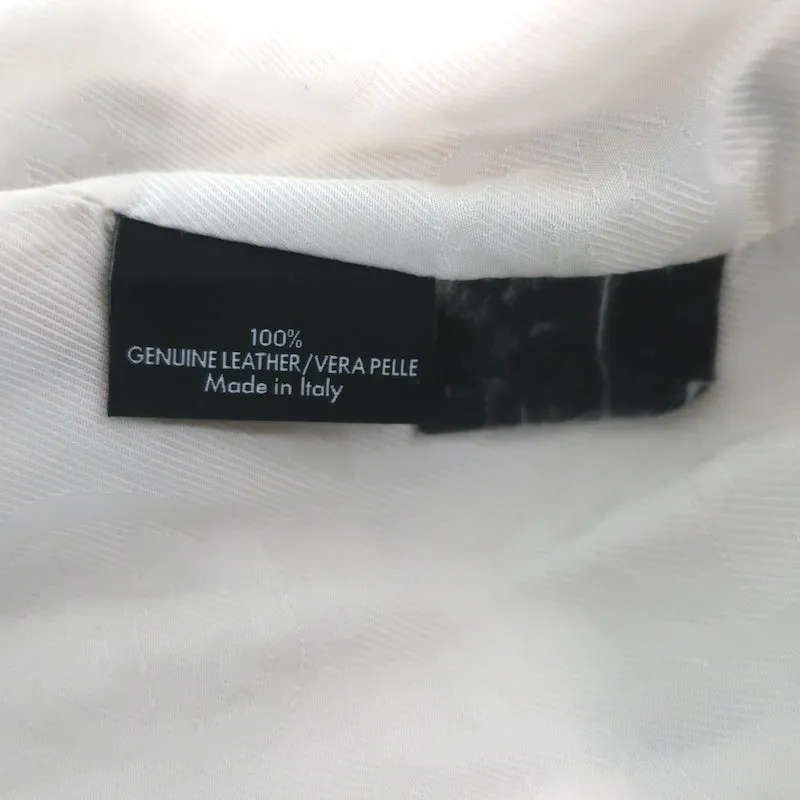 100%
GENUINE LEATHER/VERA PELLE
Made in Italy